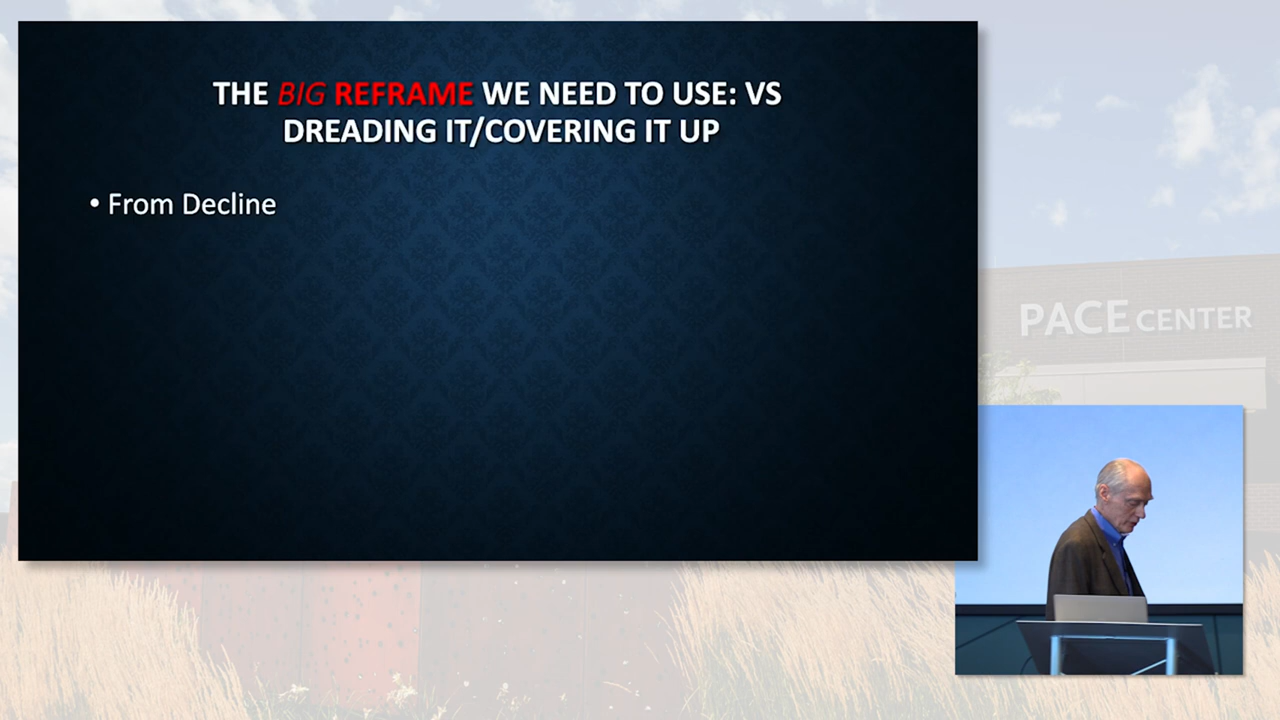 THE BIG REFRAME WE NEED TO USE: VS
DREADING IT/COVERING IT UP
• From Decline
PACE CENTER